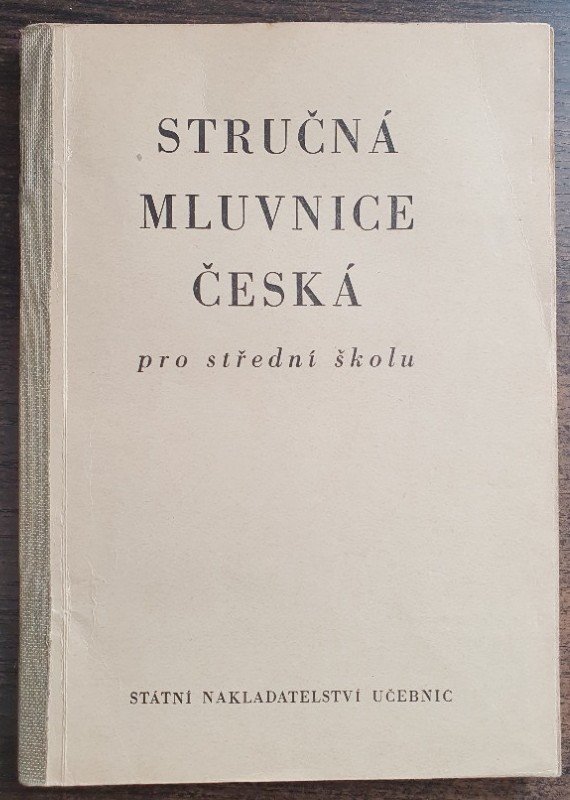 STRUČNÁ
MLUVNICE
ČESKÁ
pro střední školu
STÁTNÍ NAKLADATELSTVÍ UČEBNIC